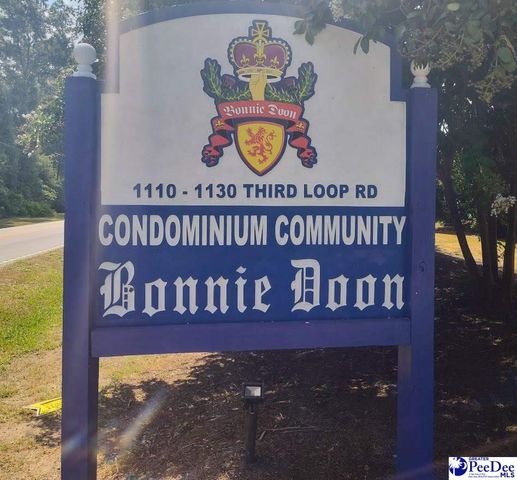 Bonnie Doon
1110 - 1130 THIRD LOOP RD
CONDOMINIUM COMMUNITY
Bonnie Doon
GREATER
PeeDee
MLS